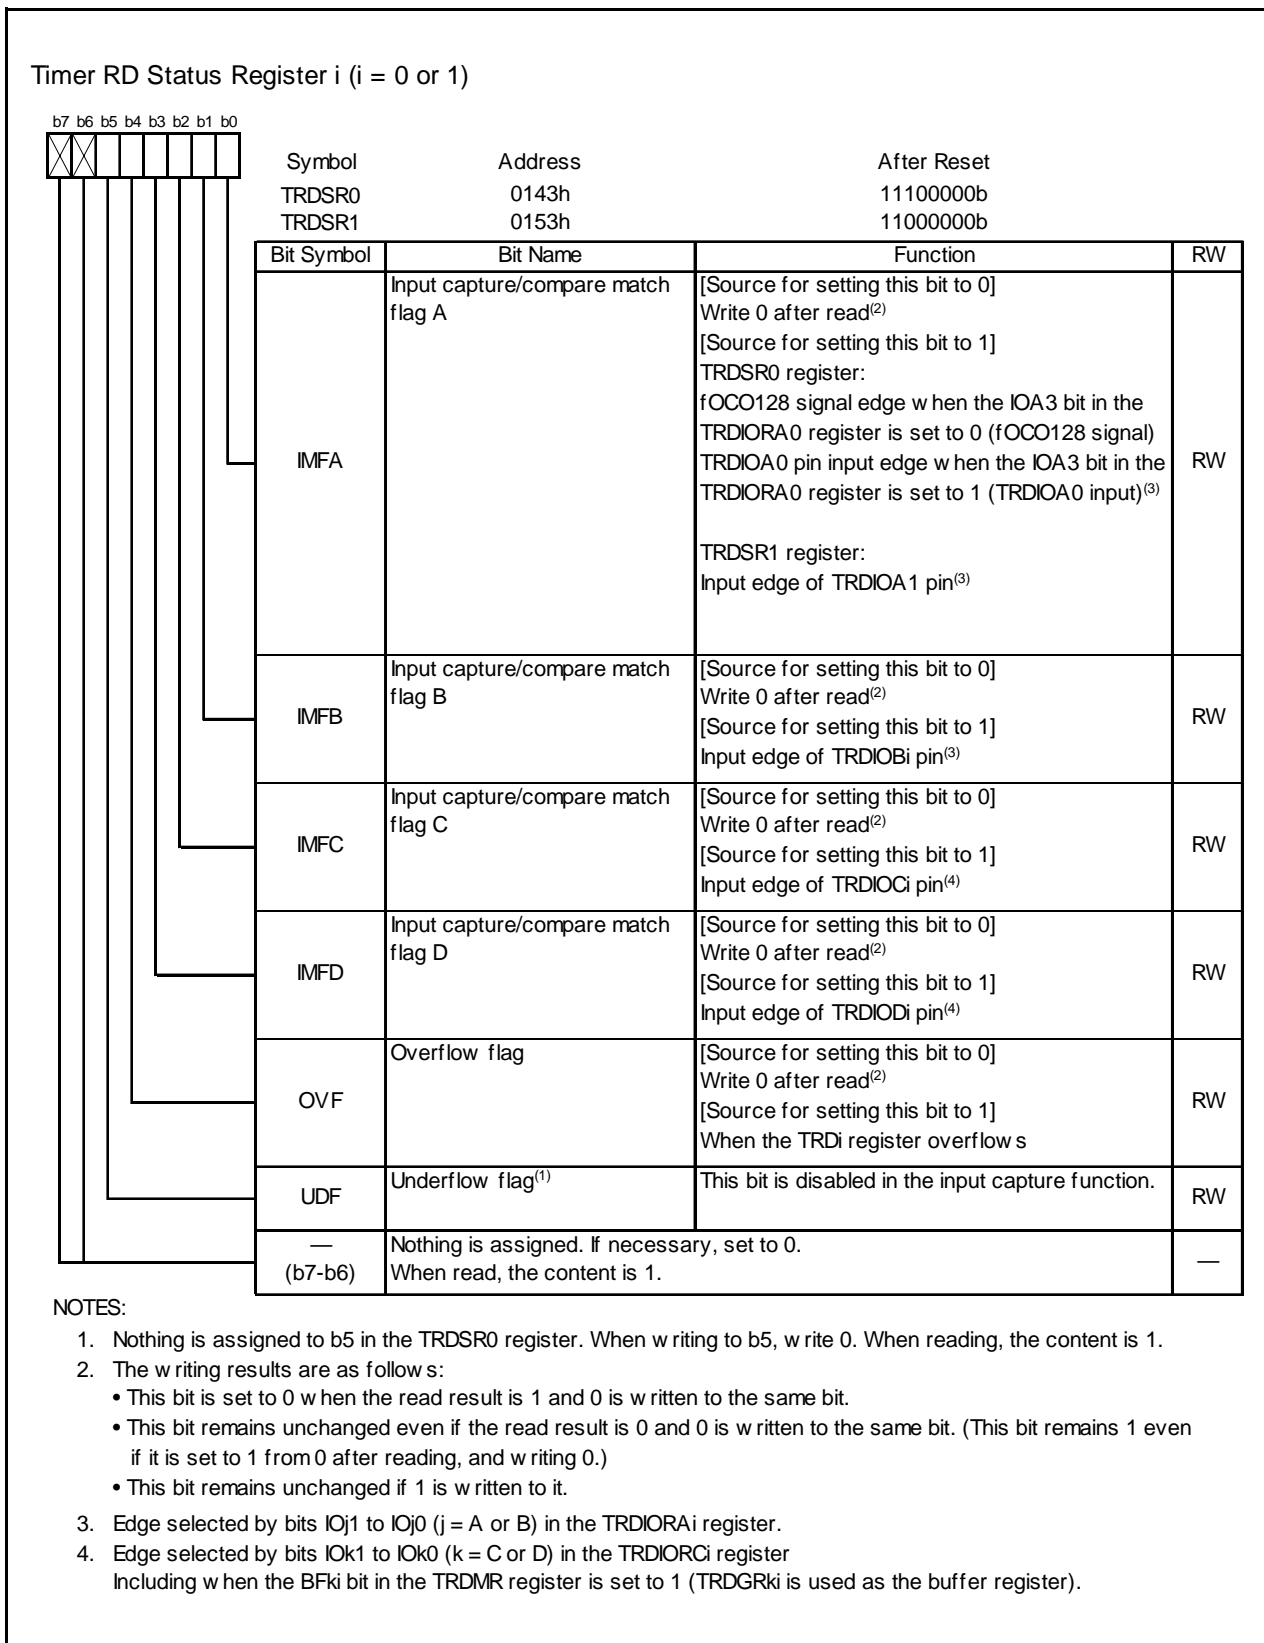 Timer RD Status Register i (i = 0 or 1)
b7 b6 b5 b4 b3 b2 b1 b0
Symbol Address After Reset
TRDSR0 0143h 11100000b
TRDSR1 0153h 11000000b
Bit Symbol Bit Name Function RW
IMFA
Input capture/compare match
flag A
[Source for setting this bit to 0]
Write 0 after read(2)
[Source for setting this bit to 1]
TRDSR0 register:
fOCO128 signal edge when the IOA3 bit in the
TRDIORA0 register is set to 0 (fOCO128 signal)
TRDIOA0 pin input edge when the IOA3 bit in the
TRDIORA0 register is set to 1 (TRDIOA0 input)(3)
TRDSR1 register:
Input edge of TRDIOA1 pin(3)
RW
IMFB
Input capture/compare match
flag B
[Source for setting this bit to 0]
Write 0 after read(2)
[Source for setting this bit to 1]
Input edge of TRDIOBi pin(3)
RW
IMFC
Input capture/compare match
flag C
[Source for setting this bit to 0]
Write 0 after read(2)
[Source for setting this bit to 1]
Input edge of TRDIOCi pin(4)
RW
IMFD
Input capture/compare match
flag D
[Source for setting this bit to 0]
Write 0 after read(2)
[Source for setting this bit to 1]
Input edge of TRDIODi pin(4)
RW
OVF
Overflow flag
[Source for setting this bit to 0]
Write 0 after read(2)
[Source for setting this bit to 1]
When the TRDi register overflows
RW
UDF
Underflow flag(1)
This bit is disabled in the input capture function.
RW
—
(b7-b6)
Nothing is assigned. If necessary, set to 0.
When read, the content is 1.
—
NOTES:
1. Nothing is assigned to b5 in the TRDSR0 register. When writing to b5, write 0. When reading, the content is 1.
2. The writing results are as follows:
• This bit is set to 0 when the read result is 1 and 0 is written to the same bit.
• This bit remains unchanged even if the read result is 0 and 0 is written to the same bit. (This bit remains 1 even
if it is set to 1 from 0 after reading, and writing 0.)
• This bit remains unchanged if 1 is written to it.
3. Edge selected by bits IOj1 to IOj0 (j = A or B) in the TRDIORAi register.
4. Edge selected by bits IOk1 to IOk0 (k = C or D) in the TRDIORCi register
Including when the BFki bit in the TRDMR register is set to 1 (TRDGRki is used as the buffer register).